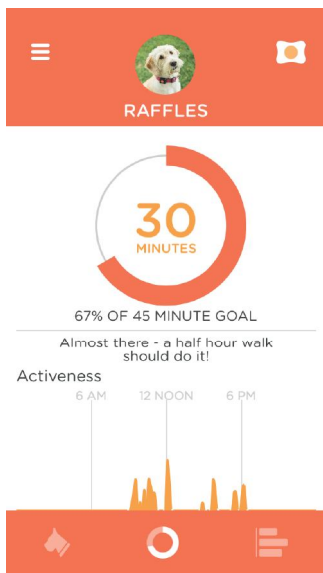 RAFFLES
30
MINUTES
67% OF 45 MINUTE GOAL
Almost there - a half hour walk
should do it!
Activeness
6 AM 12 NOON 6 PM